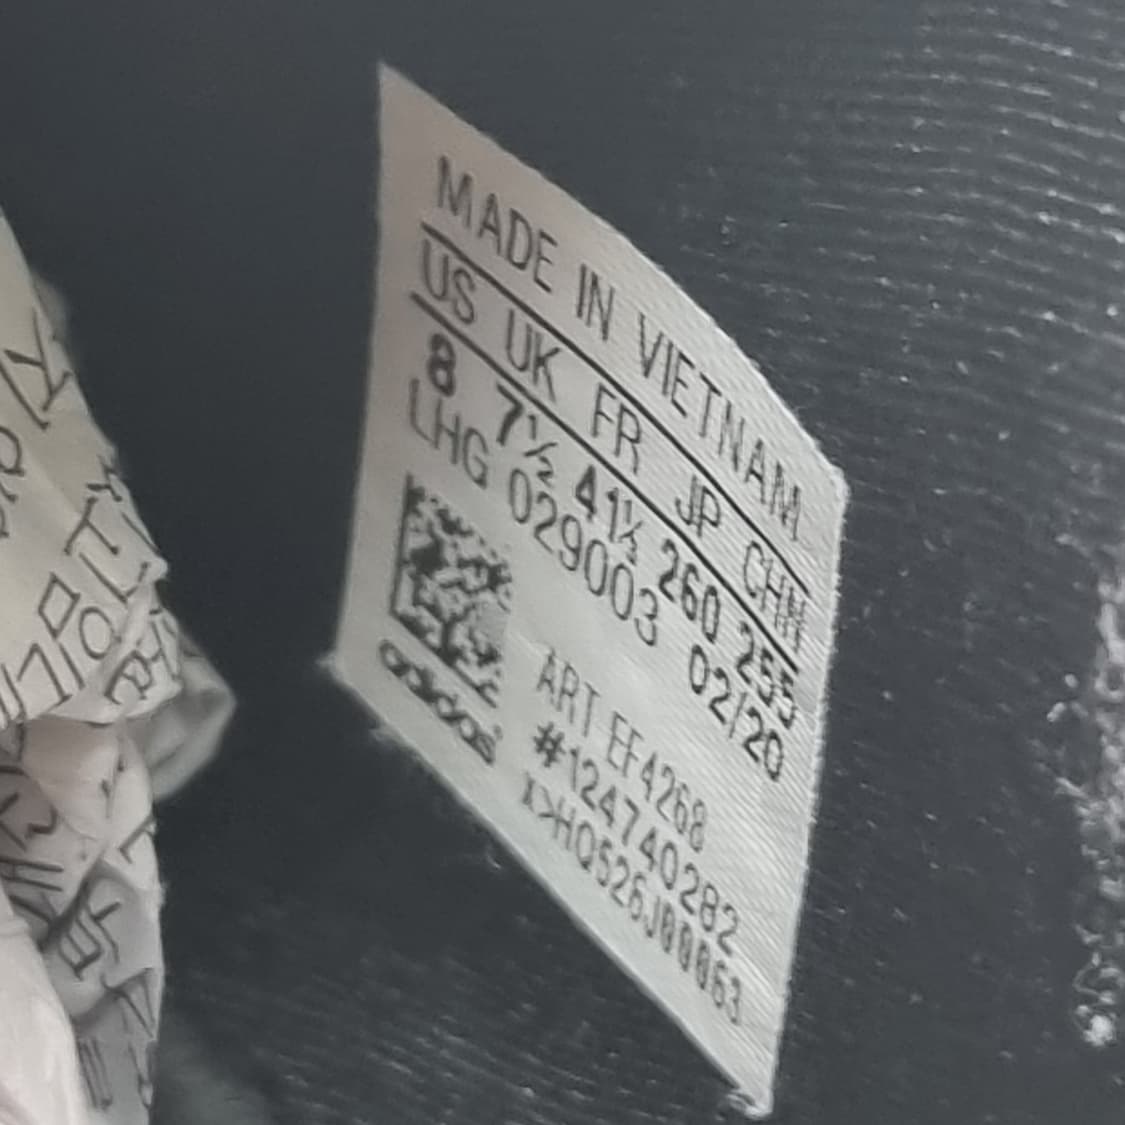 MADE IN VIETNAM
US UK FR JP CHN
8 7½ 41⅓ 260 255
LHG 029003 02/20
ART EF4268
#124740282
adidas